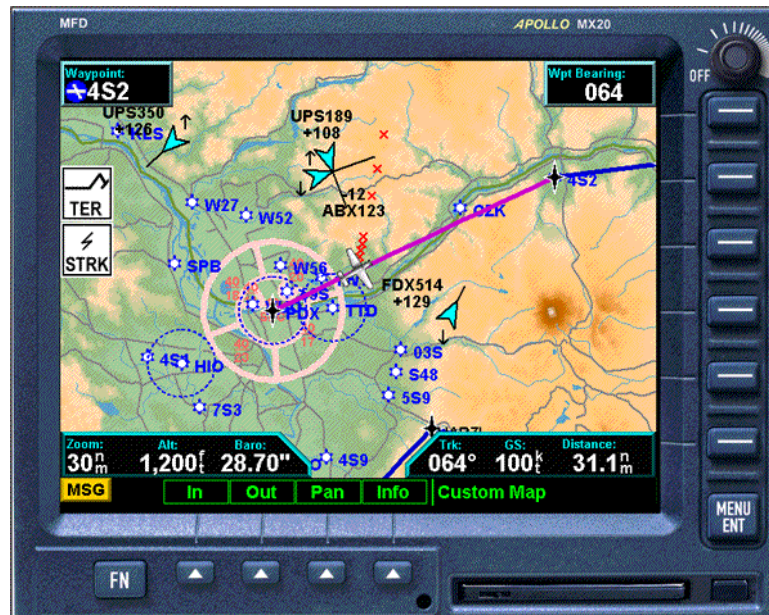 MFD
APOLLO MX20
OFF
Waypoint:
4S2
Wpt Bearing:
064
UPS350
+126
KLS
UPS189
+108
TER
STRK
W27
W52
-12
ABX123
4S2
CZK
SPB
W56
FDX514
+129
PDX
TTD
4S1
HIO
03S
S48
5S9
7S3
4S9
Zoom:
30nm
Alt:
1,200ft
Baro:
28.70"
Trk:
064°
GS:
100kt
Distance:
31.1nm
MSG
In
Out
Pan
Info
Custom Map
MENU
ENT
FN